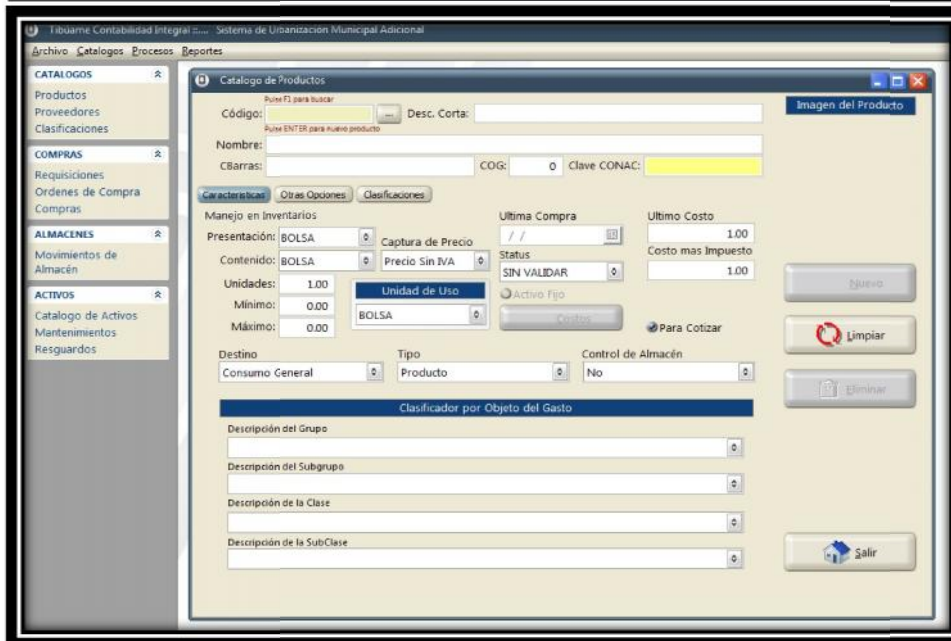 Tibuame Contabilidad Integral ::.... Sistema de Urbanización Municipal Adicional
Archivo Catalogos Procesos Reportes
CATALOGOS
Productos
Proveedores
Clasificaciones
COMPRAS
Requisiciones
Ordenes de Compra
Compras
ALMACENES
Movimientos de
Almacén
ACTIVOS
Catalogo de Activos
Mantenimientos
Resguardos
Catalogo de Productos
Pulse F1 para buscar
Código: ... Desc. Corta:
Pulse ENTER para nuevo producto
Nombre:
CBarras: COG: 0 Clave CONAC:
Imagen del Producto
Caracteristicas Otras Opciones Clasificaciones
Manejo en Inventarios Ultima Compra Ultimo Costo
Presentación: BOLSA Captura de Precio / / 1.00
Contenido: BOLSA Precio Sin IVA Status Costo mas Impuesto
SIN VALIDAR 1.00
Unidades: 1.00 Unidad de Uso Activo Fijo
Mínimo: 0.00 BOLSA Costos Para Cotizar
Máximo: 0.00
Destino Tipo Control de Almacén
Consumo General Producto No
Clasificador por Objeto del Gasto
Descripción del Grupo
Descripción del Subgrupo
Descripción de la Clase
Descripción de la SubClase
Nuevo
Limpiar
Eliminar
Salir